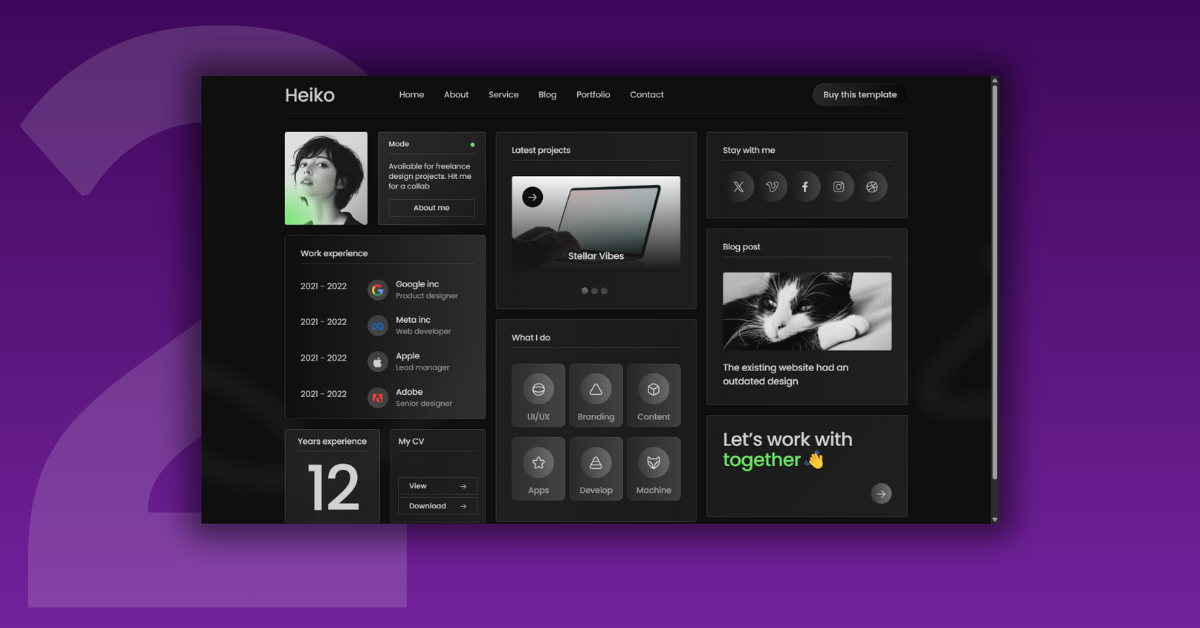 2
Heiko
Home
About
Service
Blog
Portfolio
Contact
Buy this template
Mode
Available for freelance
design projects. Hit me
for a collab
About me
Work experience
2021 - 2022
Google inc
Product designer
2021 - 2022
Meta inc
Web developer
2021 - 2022
Apple
Lead manager
2021 - 2022
Adobe
Senior designer
Years experience
12
My CV
View
Download
Latest projects
Stellar Vibes
What I do
UI/UX
Branding
Content
Apps
Develop
Machine
Stay with me
Blog post
The existing website had an
outdated design
Let's work with
together 👋